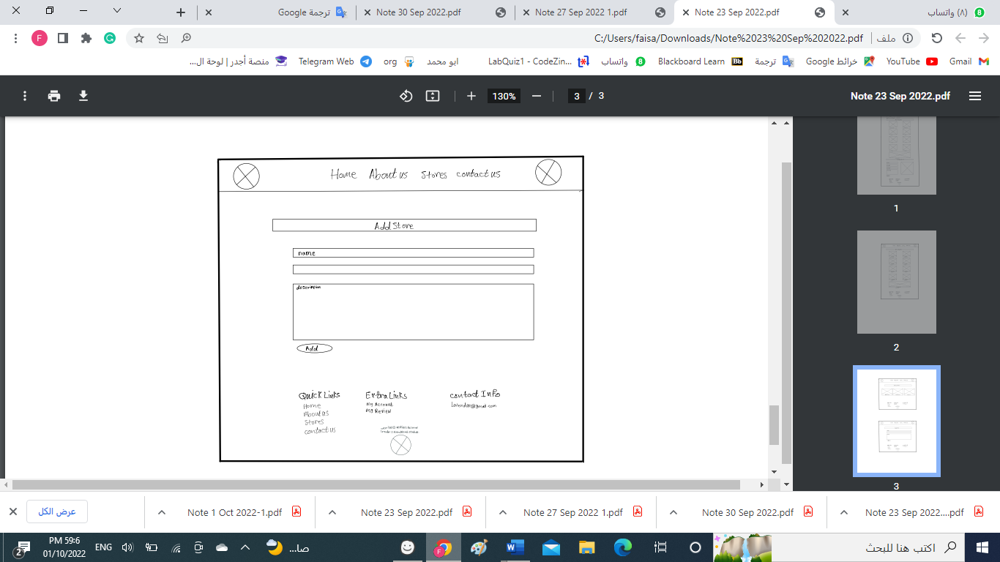 (٨) واتساب
Note 23 Sep 2022.pdf
Note 27 Sep 2022 1.pdf
Note 30 Sep 2022.pdf
ترجمة Google
ملف
C:/Users/faisa/Downloads/Note%2023%20Sep%202022.pdf
F
Gmail
YouTube
خرائط Google
ترجمة
Blackboard Learn
واتساب
LabQuiz1 - CodeZin...
ابو محمد
org
Telegram Web
منصة أجدر | لوحة ال...
Note 23 Sep 2022.pdf
3 / 3
130%
Home About us Stores contact us
Add Store
name
description
Add
Quick Links Extra Links contact Info
Home My Account
About us My Review
Stores
contact us
1
2
3
Note 23 Sep 2022....pdf
Note 30 Sep 2022.pdf
Note 27 Sep 2022 1.pdf
Note 23 Sep 2022.pdf
Note 1 Oct 2022-1.pdf
عرض الكل
اكتب هنا للبحث
صا...
ENG
PM 59:6
01/10/2022
2